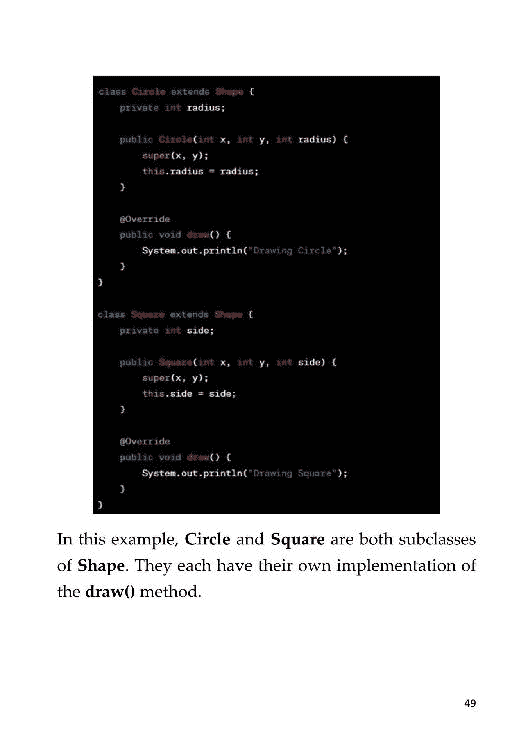 class Circle extends Shape {
private int radius;
public Circle(int x, int y, int radius) {
super(x, y);
this.radius = radius;
}
@Override
public void draw() {
System.out.println("Drawing Circle");
}
}
class Square extends Shape {
private int side;
public Square(int x, int y, int side) {
super(x, y);
this.side = side;
}
@Override
public void draw() {
System.out.println("Drawing Square");
}
}
In this example, Circle and Square are both subclasses
of Shape. They each have their own implementation of
the draw() method.
49